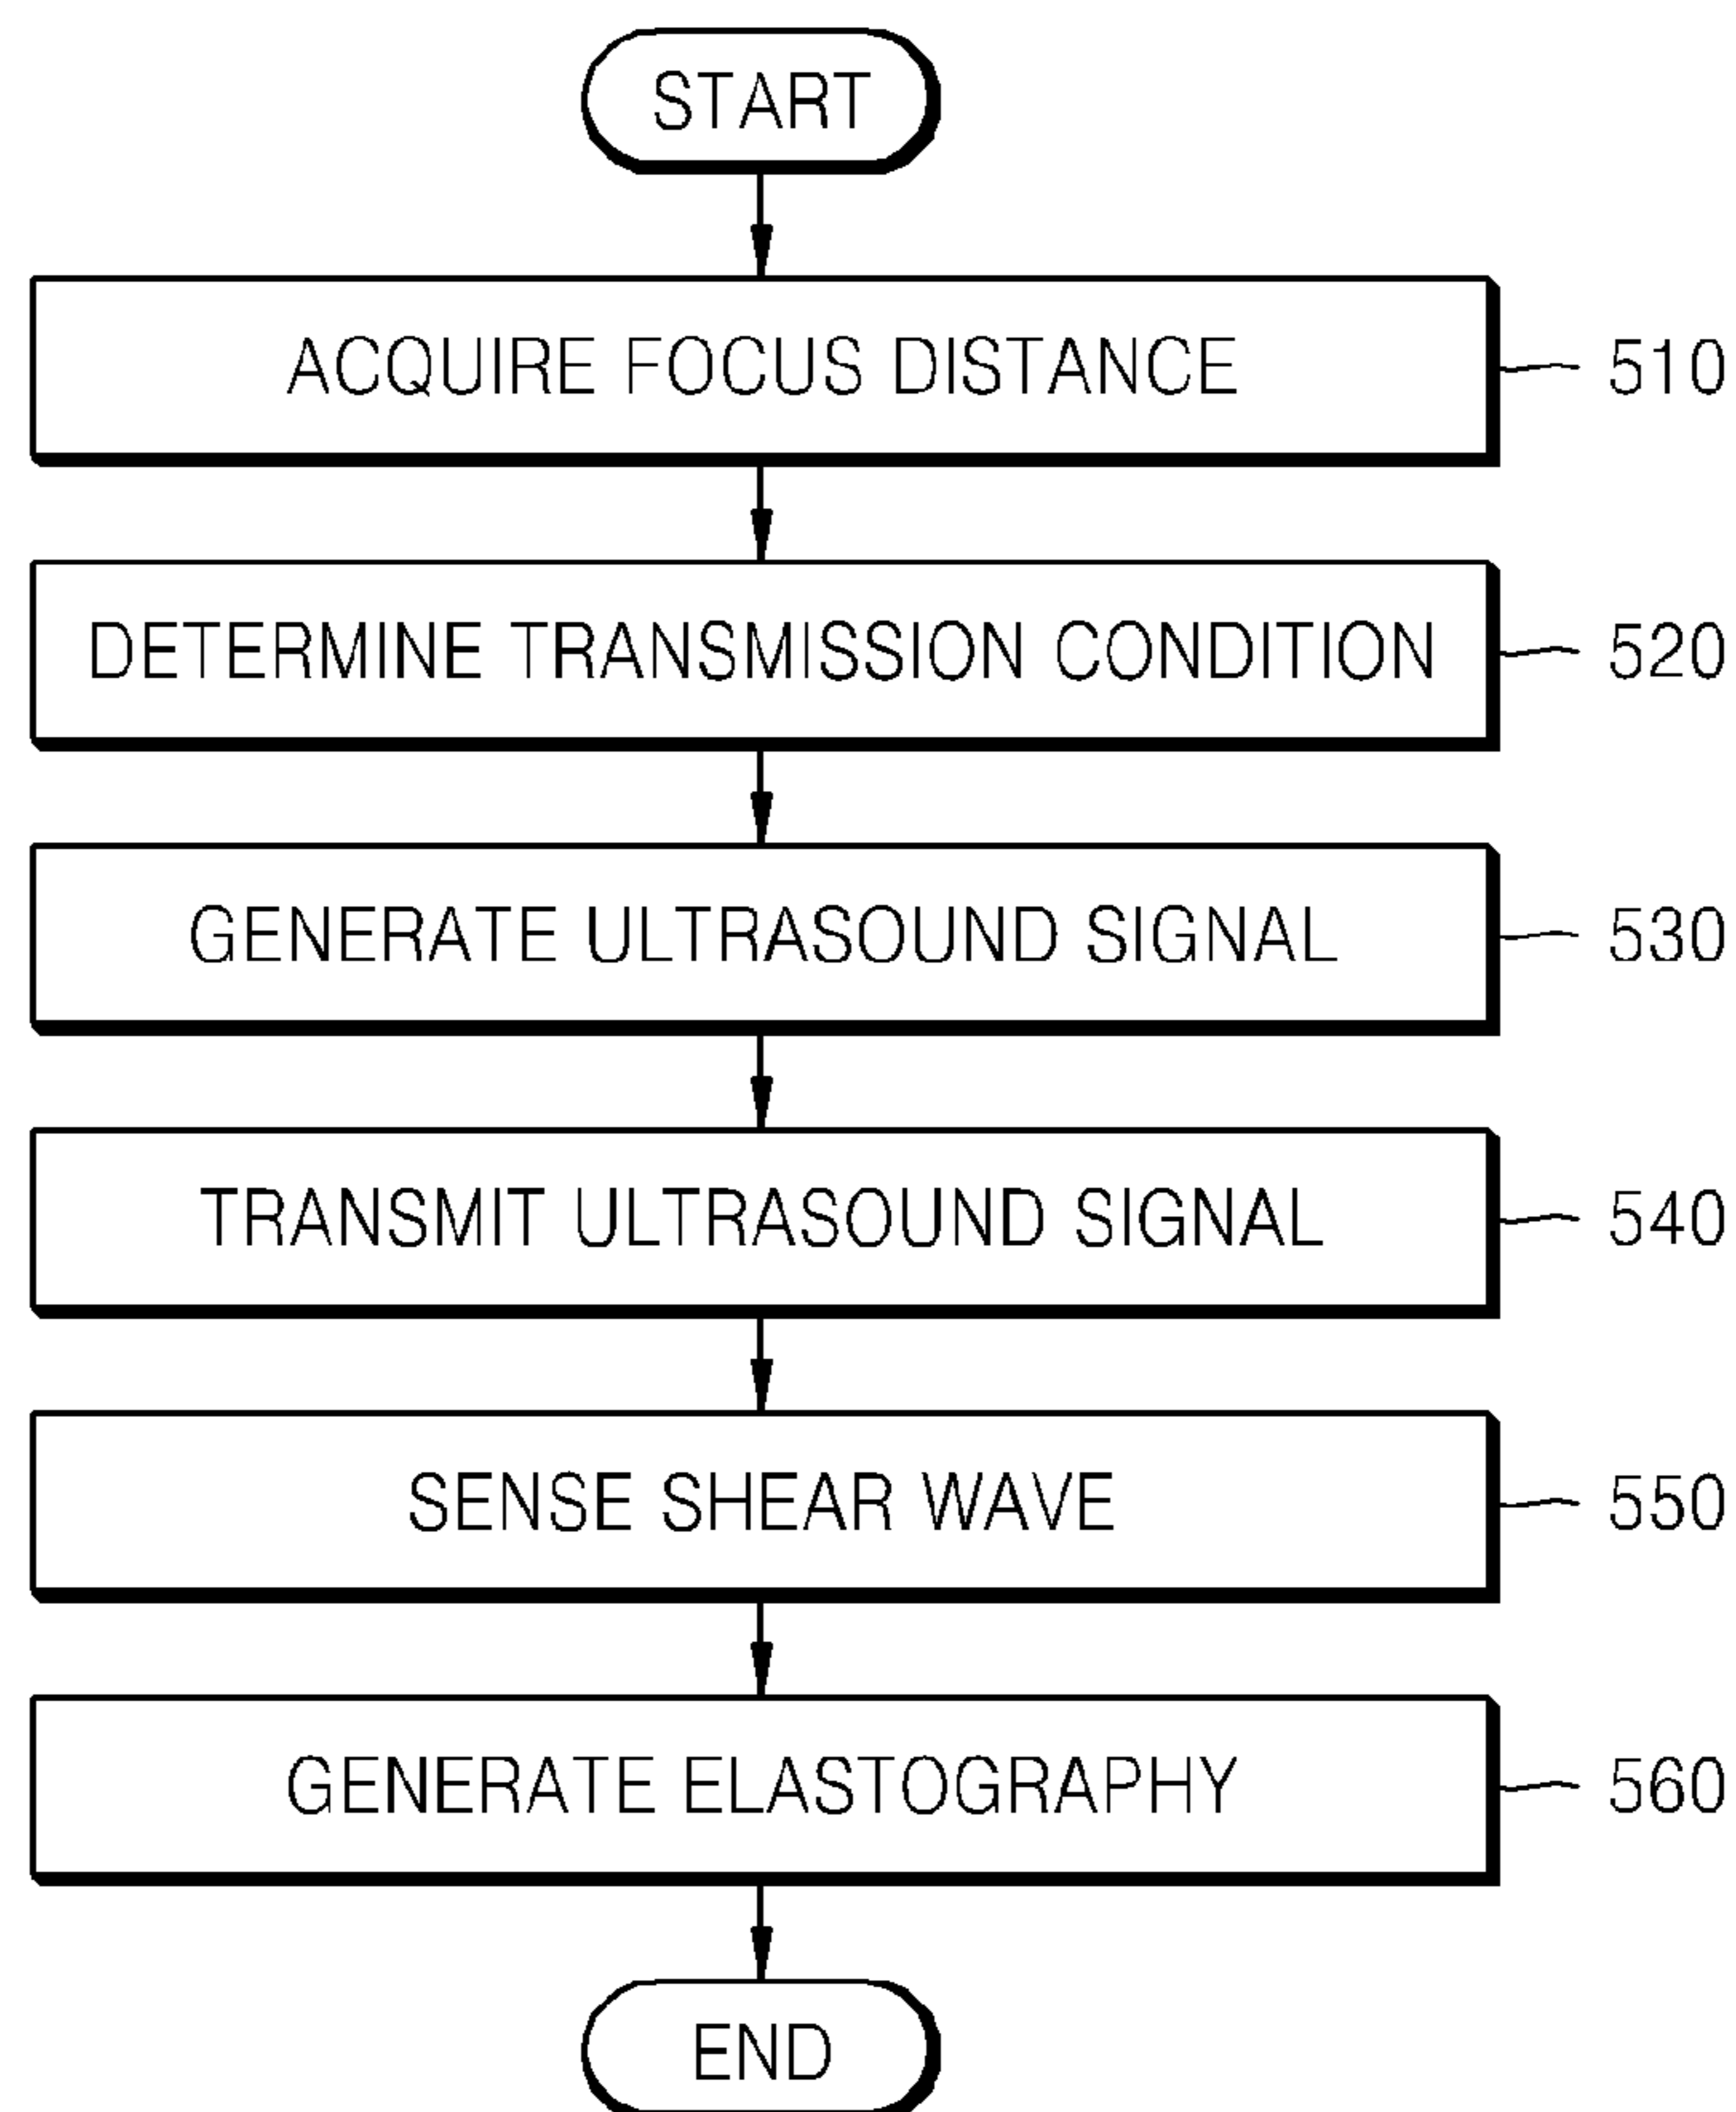 START
ACQUIRE FOCUS DISTANCE 510
DETERMINE TRANSMISSION CONDITION 520
GENERATE ULTRASOUND SIGNAL 530
TRANSMIT ULTRASOUND SIGNAL 540
SENSE SHEAR WAVE 550
GENERATE ELASTOGRAPHY 560
END